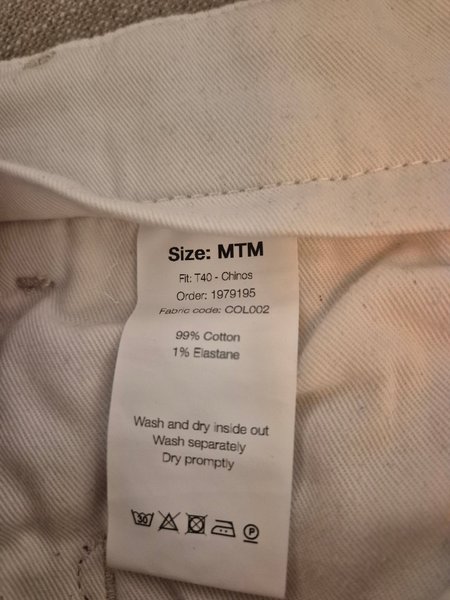 Size: MTM
Fit: T40 - Chinos
Order: 1979195
Fabric code: COL002
99% Cotton
1% Elastane
Wash and dry inside out
Wash separately
Dry promptly
30 P